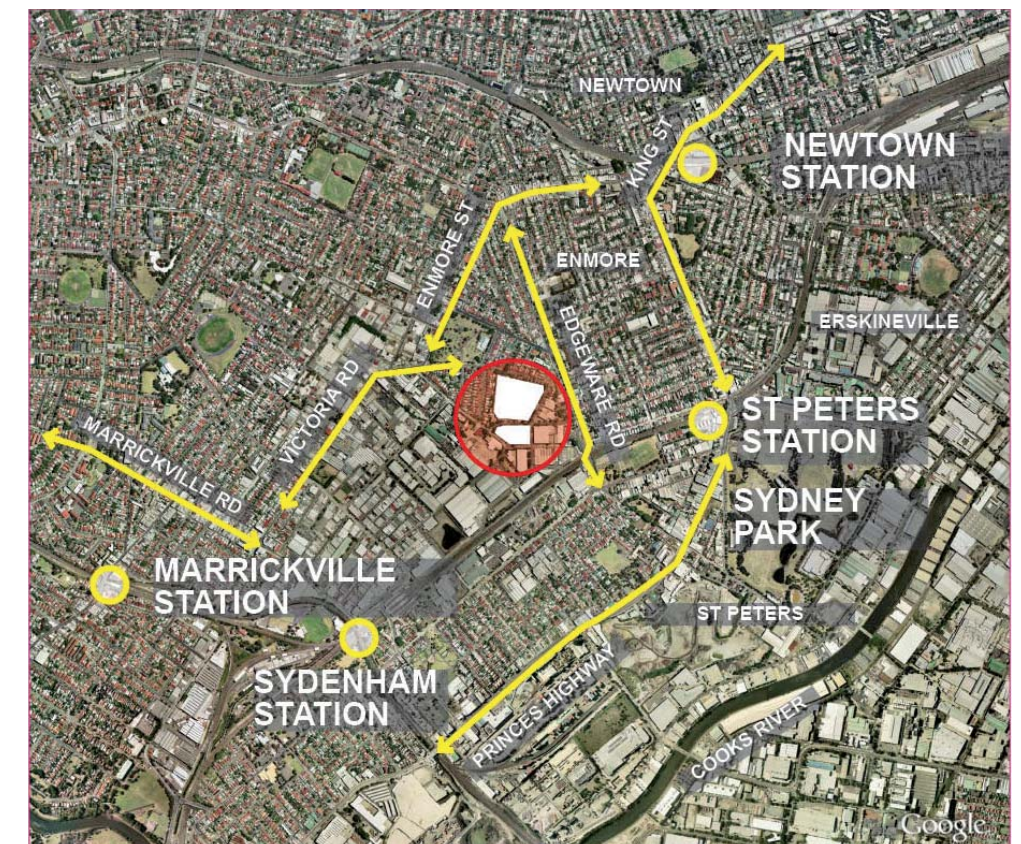 NEWTOWN
KING ST
NEWTOWN
STATION
ENMORE ST
ENMORE
EDGEWARE RD
ERSKINEVILLE
VICTORIA RD
MARRICKVILLE RD
ST PETERS
STATION
SYDNEY
PARK
MARRICKVILLE
STATION
ST PETERS
SYDENHAM
STATION
PRINCES HIGHWAY
COOKS RIVER
Google